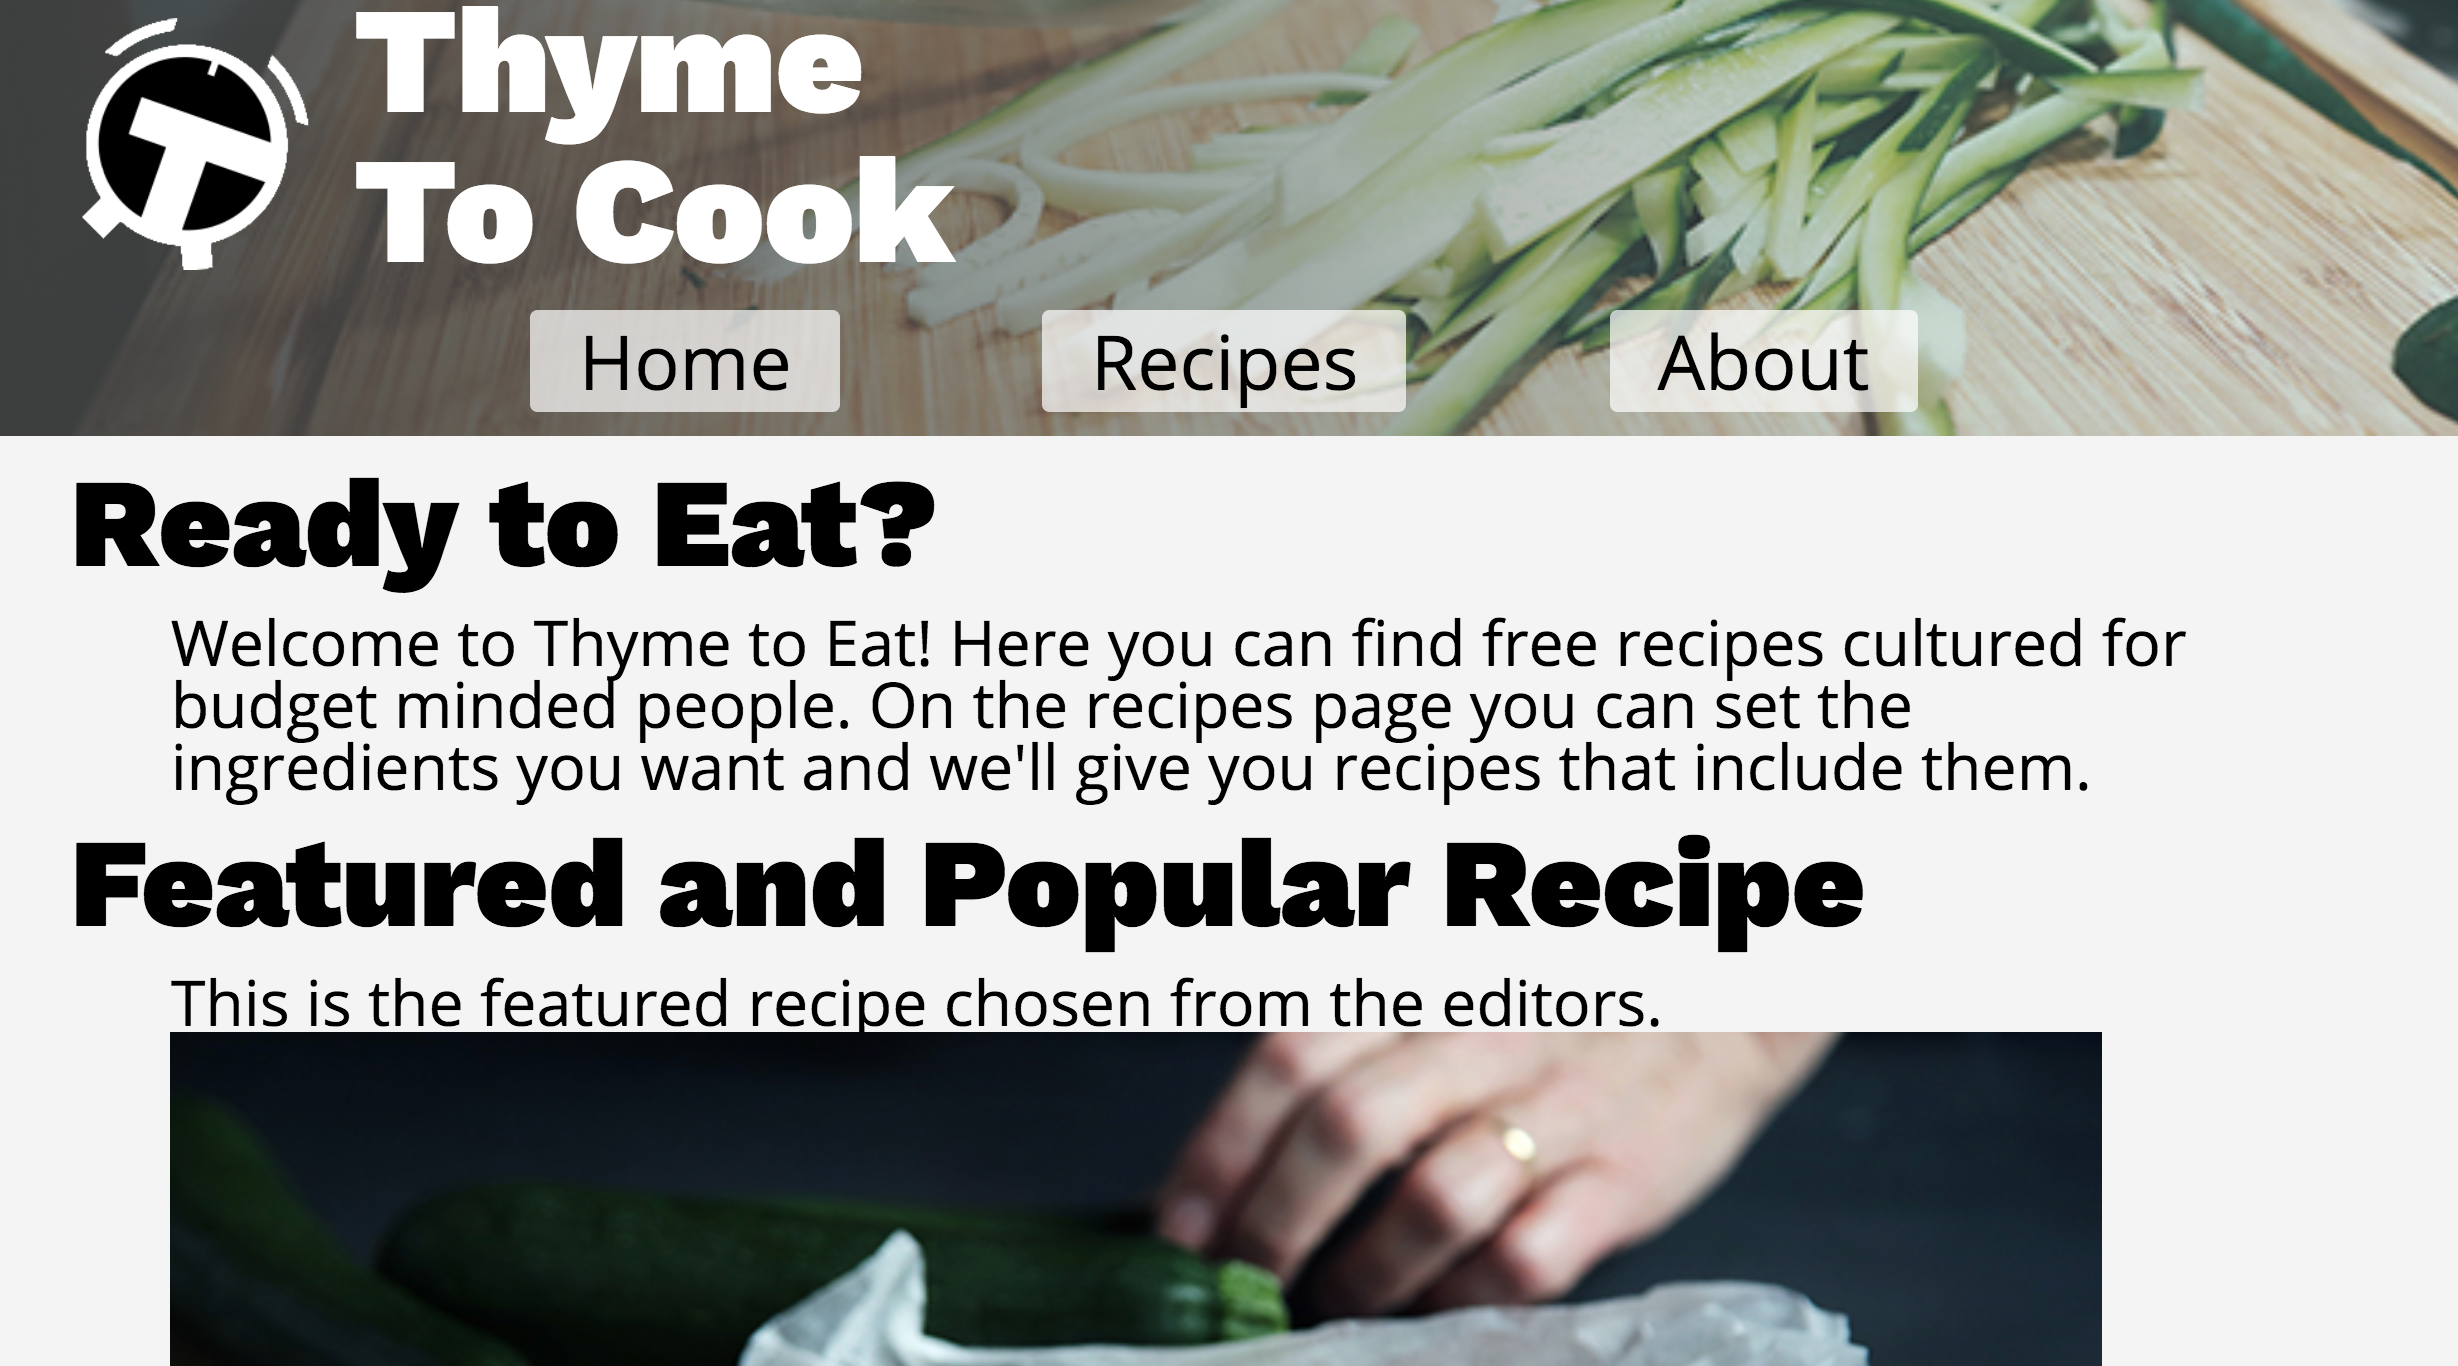 T
Thyme
To Cook
Home
Recipes
About
Ready to Eat?
Welcome to Thyme to Eat! Here you can find free recipes cultured for
budget minded people. On the recipes page you can set the
ingredients you want and we'll give you recipes that include them.
Featured and Popular Recipe
This is the featured recipe chosen from the editors.